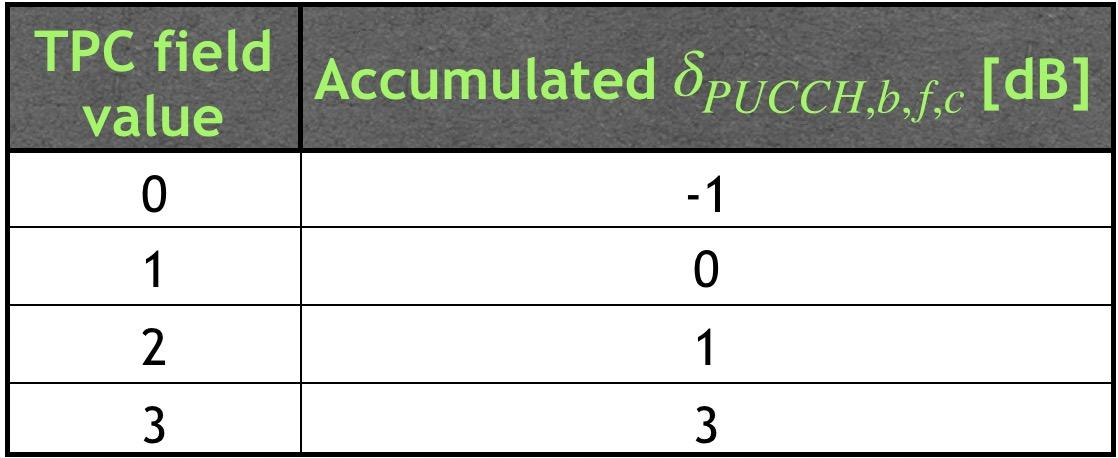 TPC field
value
Accumulated δPUCCH,b,f,c [dB]
0 -1
1 0
2 1
3 3